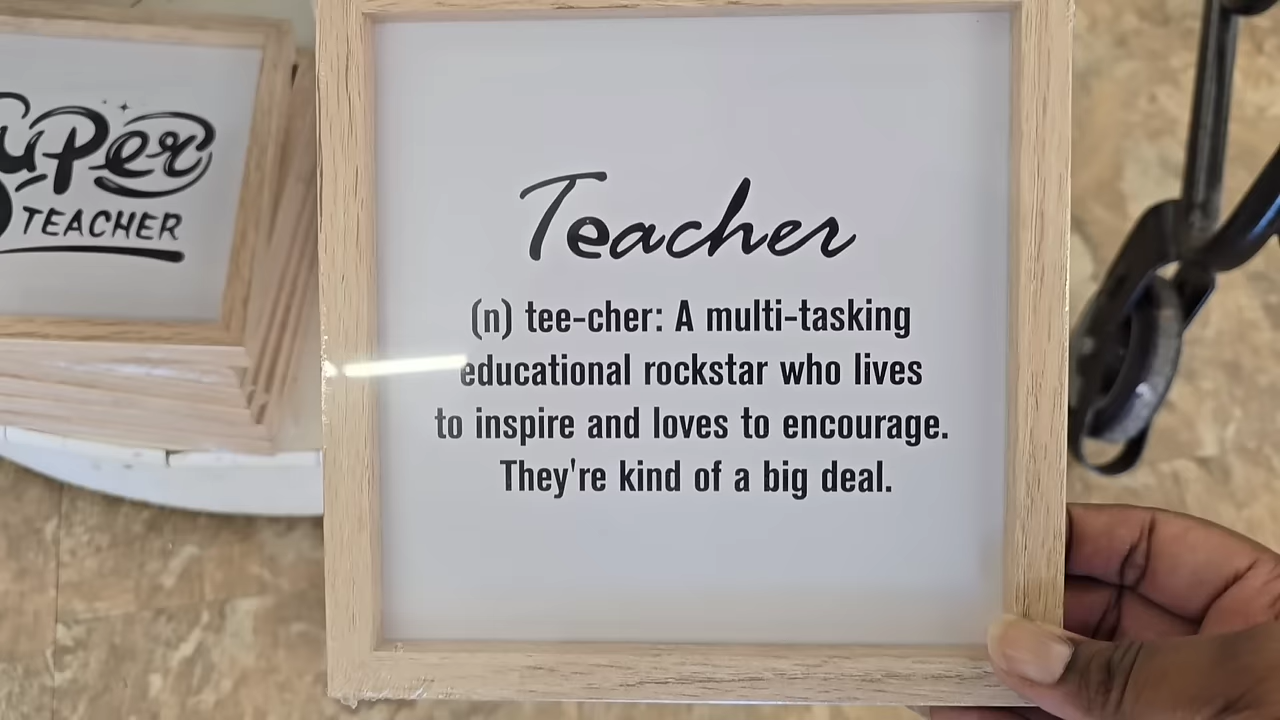 Teacher
(n) tee-cher: A multi-tasking
educational rockstar who lives
to inspire and loves to encourage.
They're kind of a big deal.
uper
TEACHER